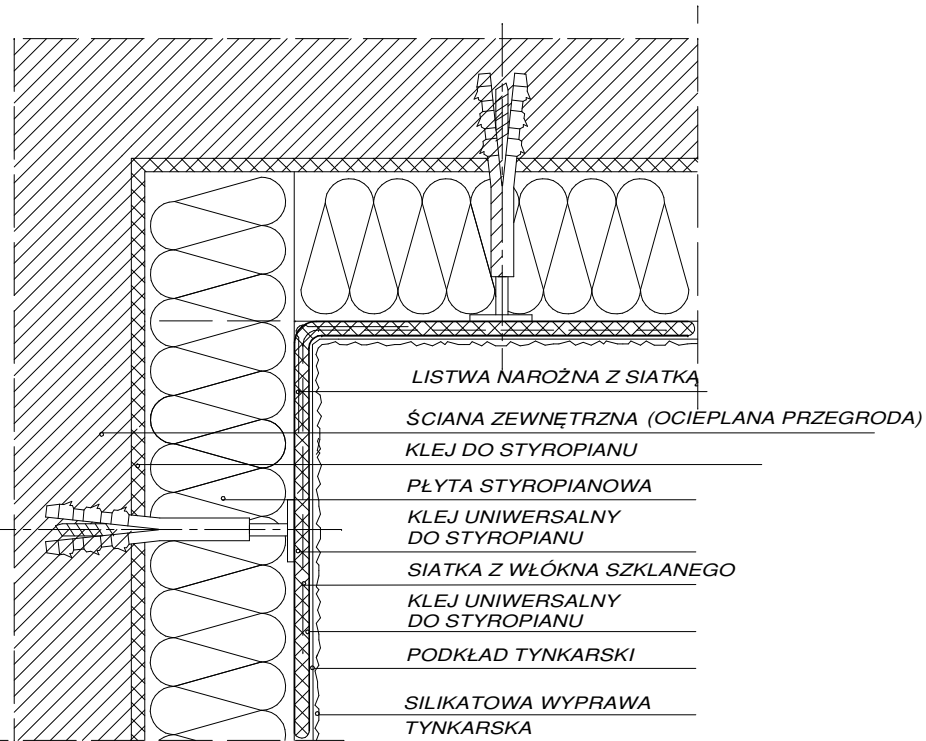 LISTWA NAROŻNA Z SIATKĄ
ŚCIANA ZEWNĘTRZNA (OCIEPLANA PRZEGRODA)
KLEJ DO STYROPIANU
PŁYTA STYROPIANOWA
KLEJ UNIWERSALNY
DO STYROPIANU
SIATKA Z WŁÓKNA SZKLANEGO
KLEJ UNIWERSALNY
DO STYROPIANU
PODKŁAD TYNKARSKI
SILIKATOWA WYPRAWA
TYNKARSKA